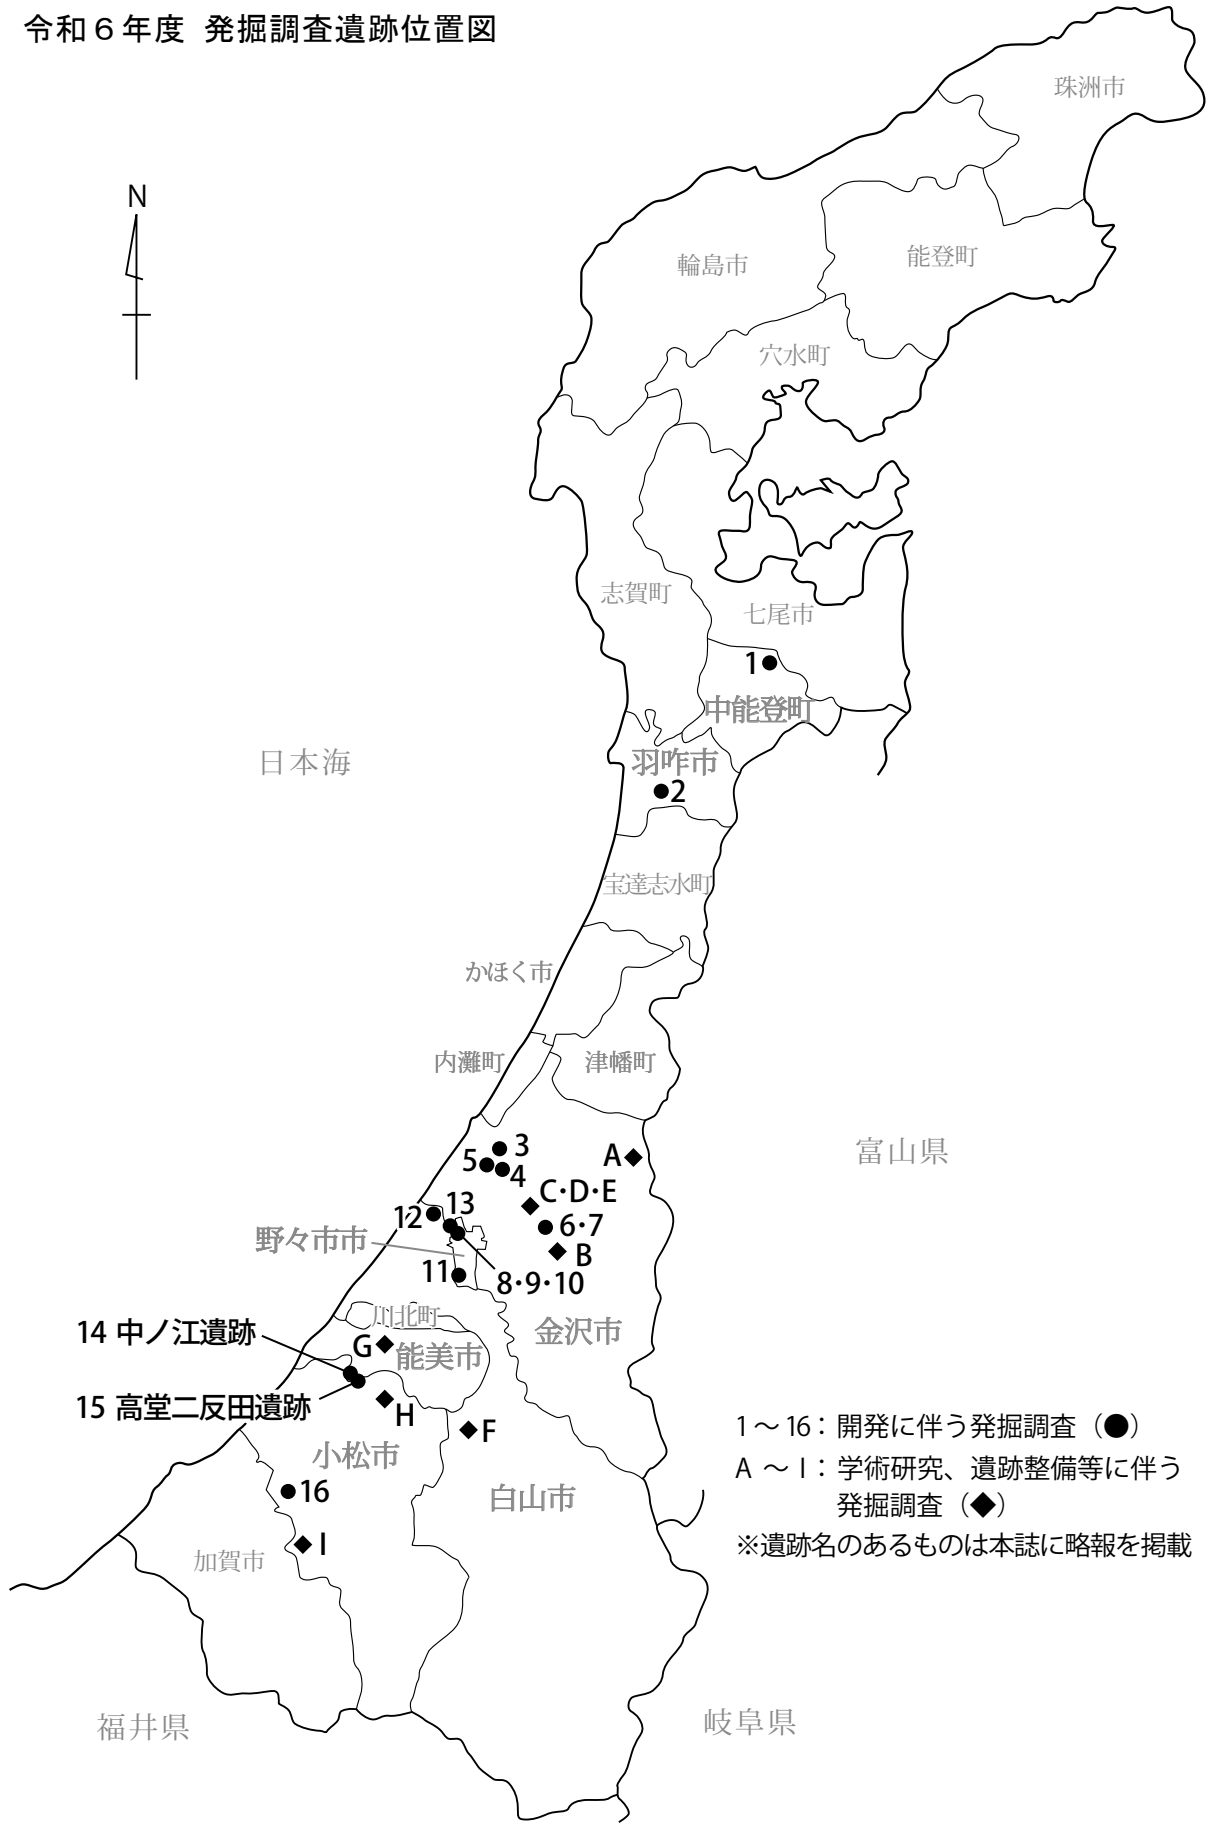 令和６年度 発掘調査遺跡位置図
珠洲市
N
能登町
輪島市
穴水町
志賀町
七尾市
1
中能登町
日本海
羽咋市
2
宝達志水町
かほく市
内灘町
津幡町
3
富山県
5
4
A
C・D・E
13
12
6・7
野々市市
B
11
8・9・10
川北町
金沢市
14 中ノ江遺跡
G
能美市
15 高堂二反田遺跡
H
F
小松市
16
白山市
I
加賀市
1～16：開発に伴う発掘調査（●）
A ～ I：学術研究、遺跡整備等に伴う
発掘調査（◆）
※遺跡名のあるものは本誌に略報を掲載
福井県
岐阜県